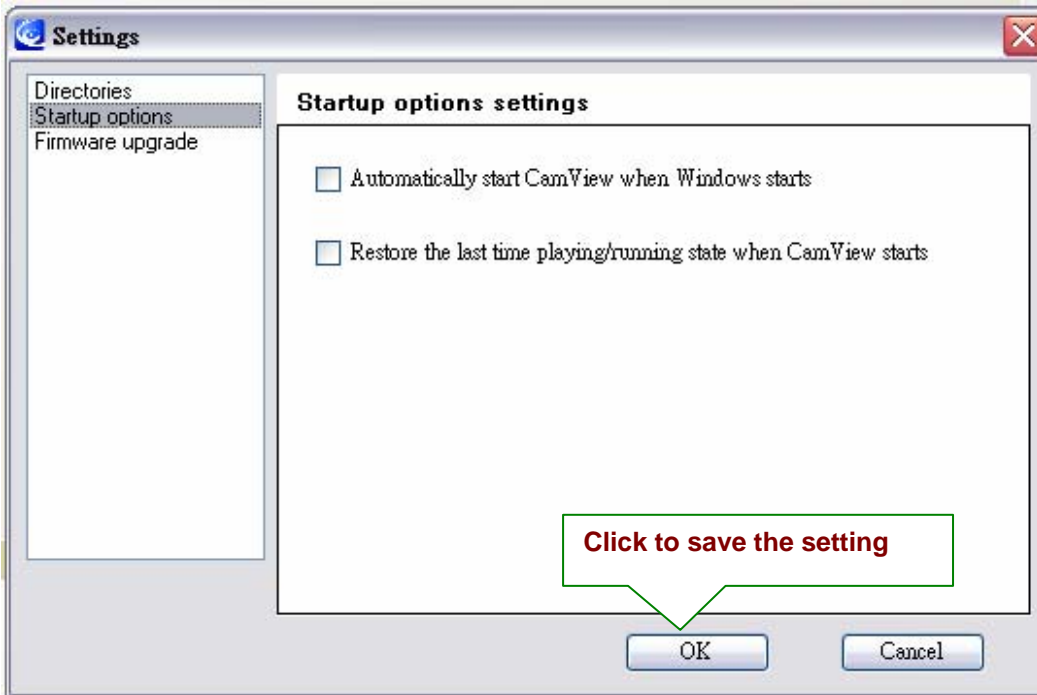 Settings
Directories
Startup options
Firmware upgrade
Startup options settings
Automatically start CamView when Windows starts
Restore the last time playing/running state when CamView starts
Click to save the setting
OK
Cancel